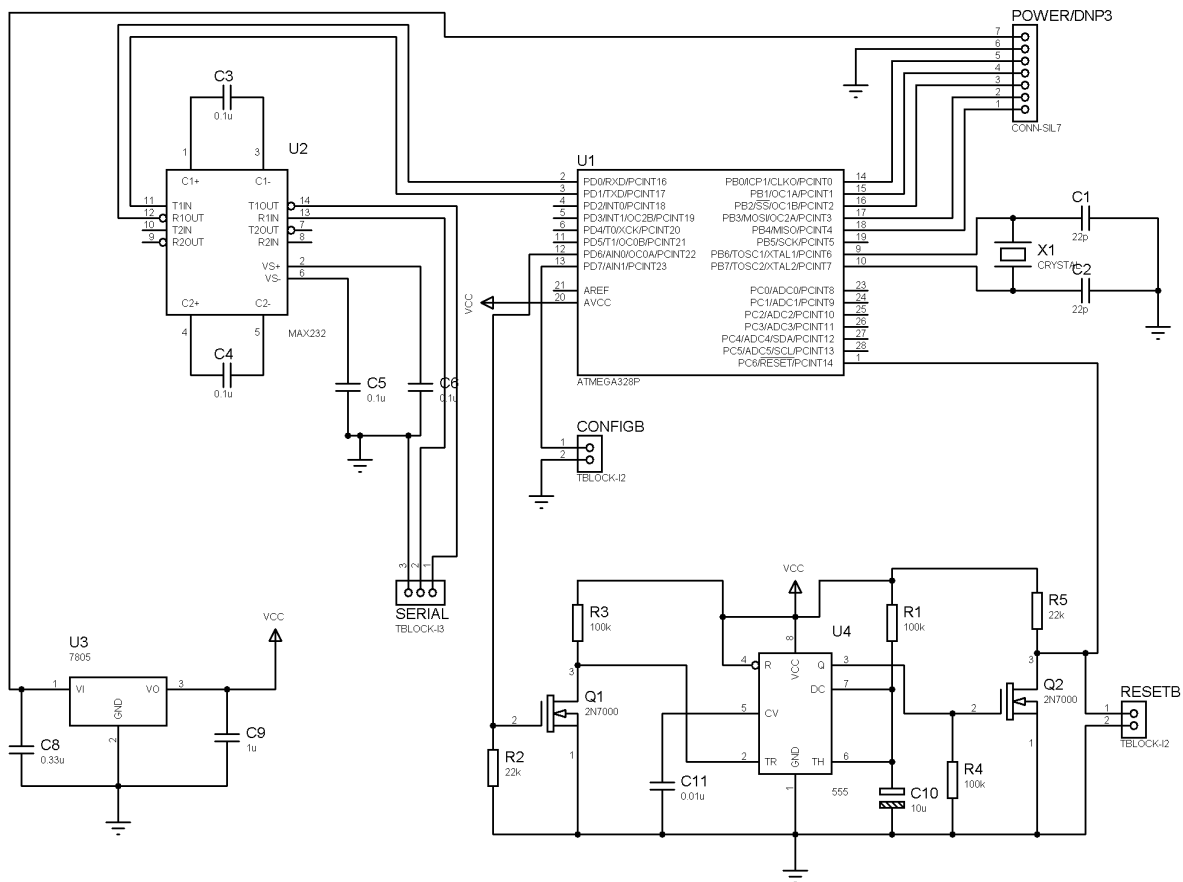 POWER/DNP3
7
6
5
4
3
2
1
CONN-SIL7
C3
0.1u
1
3
U2
C1+
C1-
11
T1IN
T1OUT
14
12
R1OUT
R1IN
13
10
T2IN
T2OUT
7
9
R2OUT
R2IN
8
VS+
2
VS-
6
C2+
C2-
4
5
MAX232
C4
0.1u
C5
0.1u
C6
0.1u
U1
2
PD0/RXD/PCINT16
3
PD1/TXD/PCINT17
4
PD2/INT0/PCINT18
5
PD3/INT1/OC2B/PCINT19
6
PD4/T0/XCK/PCINT20
11
PD5/T1/OC0B/PCINT21
12
PD6/AIN0/OC0A/PCINT22
13
PD7/AIN1/PCINT23
21
AREF
20
AVCC
VCC
PB0/ICP1/CLKO/PCINT0
14
PB1/OC1A/PCINT1
15
PB2/SS/OC1B/PCINT2
16
PB3/MOSI/OC2A/PCINT3
17
PB4/MISO/PCINT4
18
PB5/SCK/PCINT5
19
PB6/TOSC1/XTAL1/PCINT6
9
PB7/TOSC2/XTAL2/PCINT7
10
PC0/ADC0/PCINT8
23
PC1/ADC1/PCINT9
24
PC2/ADC2/PCINT10
25
PC3/ADC3/PCINT11
26
PC4/ADC4/SDA/PCINT12
27
PC5/ADC5/SCL/PCINT13
28
PC6/RESET/PCINT14
1
ATMEGA328P
C1
22p
X1
CRYSTAL
C2
22p
CONFIGB
1
2
TBLOCK-I2
3
2
1
SERIAL
TBLOCK-I3
U3
7805
VCC
1
VI
VO
3
GND
2
C8
0.33u
C9
1u
R3
100k
3
Q1
2N7000
2
1
R2
22k
C11
0.01u
VCC
8
U4
4
R
VCC
Q
3
DC
7
5
CV
2
TR
GND
TH
6
1
555
R1
100k
C10
10u
R4
100k
R5
22k
3
Q2
2N7000
2
1
RESETB
1
2
TBLOCK-I2